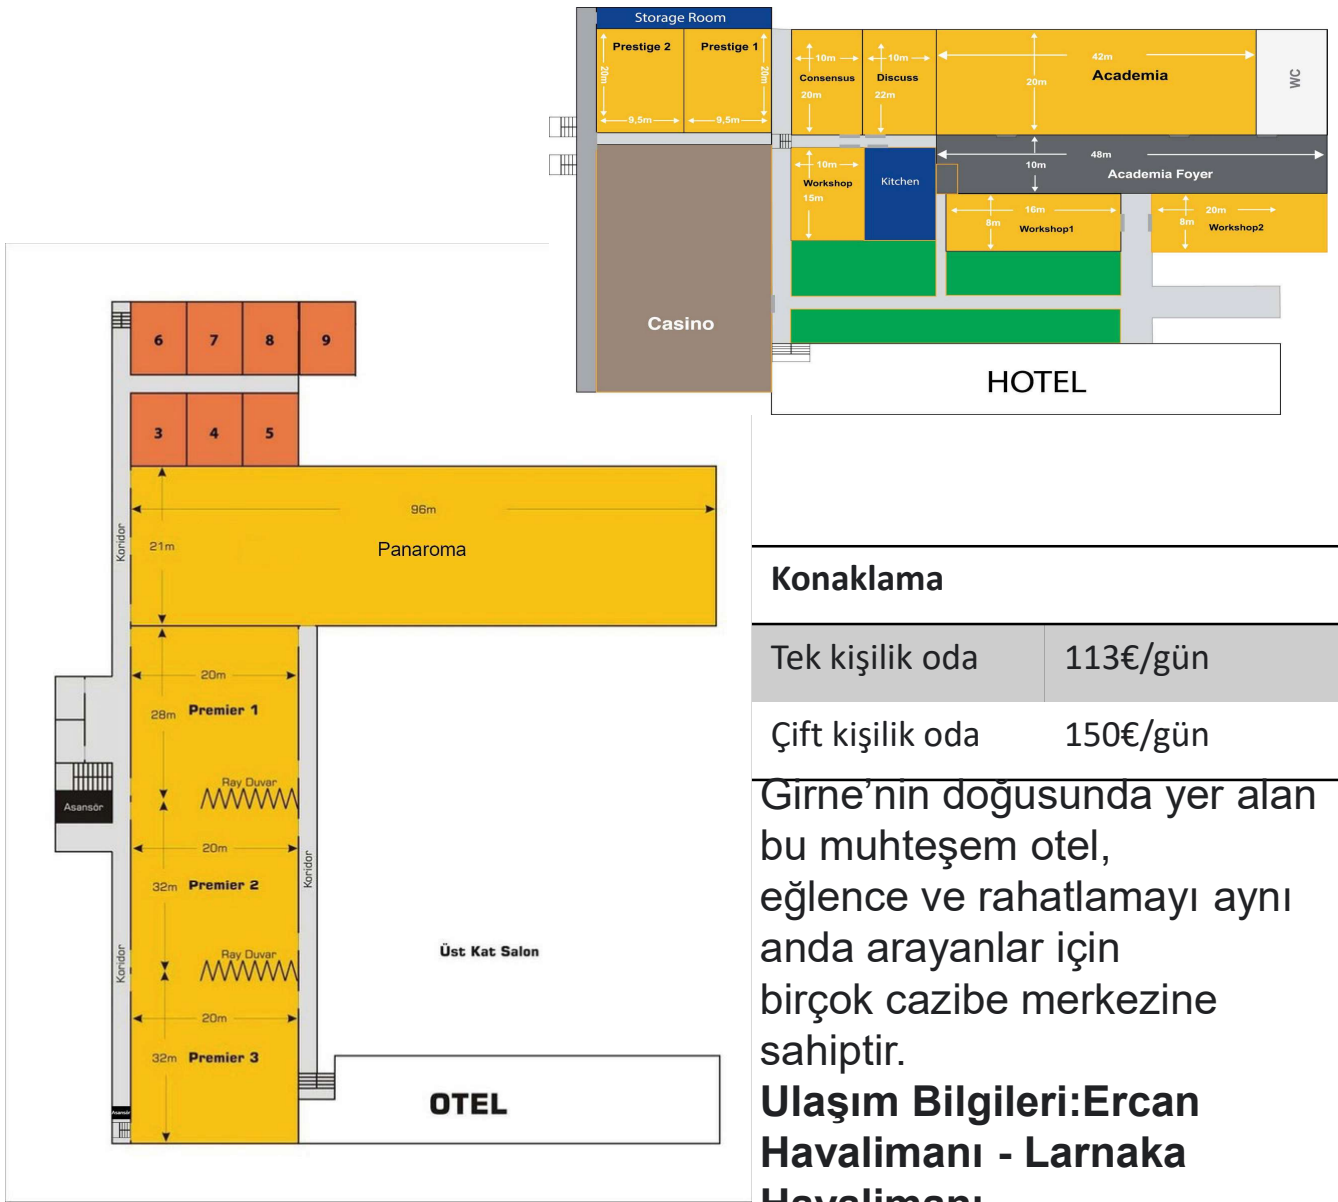 Storage Room
Prestige 2
Prestige 1
20m
20m
9,5m
9,5m
10m
Consensus
20m
10m
Discuss
22m
42m
20m
Academia
WC
10m
Workshop
15m
Kitchen
48m
10m
Academia Foyer
16m
8m
Workshop1
20m
8m
Workshop2
Casino
HOTEL
6
7
8
9
3
4
5
Koridor
96m
21m
Panaroma
20m
28m
Premier 1
Ray Duvar
Asansör
20m
32m
Premier 2
Koridor
Ray Duvar
Koridor
20m
32m
Premier 3
Asansör
Üst Kat Salon
OTEL
Konaklama
Tek kişilik oda 113€/gün
Çift kişilik oda 150€/gün
Girne’nin doğusunda yer alan
bu muhteşem otel,
eğlence ve rahatlamayı aynı
anda arayanlar için
birçok cazibe merkezine
sahiptir.
Ulaşım Bilgileri:Ercan
Havalimanı - Larnaka
Havalimanı